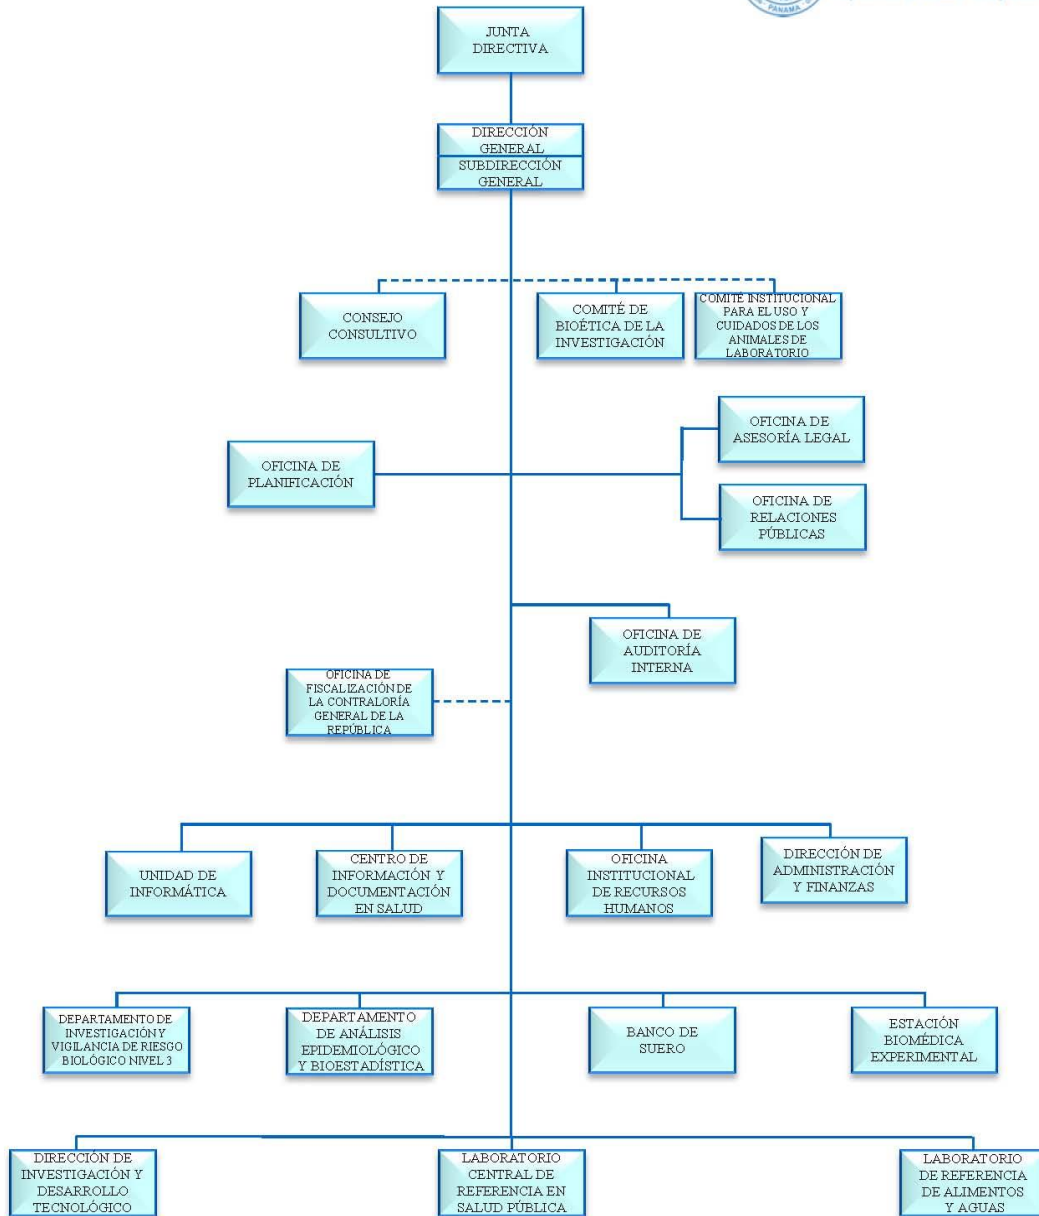 PANAMA
JUNTA
DIRECTIVA
DIRECCIÓN
GENERAL
SUBDIRECCIÓN
GENERAL
CONSEJO
CONSULTIVO
COMITÉ DE
BIOÉTICA DE LA
INVESTIGACIÓN
COMITÉ INSTITUCIONAL
PARA EL USO Y
CUIDADOS DE LOS
ANIMALES DE
LABORATORIO
OFICINA DE
ASESORÍA LEGAL
OFICINA DE
PLANIFICACIÓN
OFICINA DE
RELACIONES
PÚBLICAS
OFICINA DE
AUDITORÍA
INTERNA
OFICINA DE
FISCALIZACIÓN DE
LA CONTRALORÍA
GENERAL DE LA
REPÚBLICA
UNIDAD DE
INFORMÁTICA
CENTRO DE
INFORMACIÓN Y
DOCUMENTACIÓN
EN SALUD
OFICINA
INSTITUCIONAL
DE RECURSOS
HUMANOS
DIRECCIÓN DE
ADMINISTRACIÓN
Y FINANZAS
DEPARTAMENTO DE
INVESTIGACIÓN Y
VIGILANCIA DE RIESGO
BIOLÓGICO NIVEL 3
DEPARTAMENTO
DE ANÁLISIS
EPIDEMIOLÓGICO
Y BIOESTADÍSTICA
BANCO DE
SUERO
ESTACIÓN
BIOMÉDICA
EXPERIMENTAL
DIRECCIÓN DE
INVESTIGACIÓN Y
DESARROLLO
TECNOLÓGICO
LABORATORIO
CENTRAL DE
REFERENCIA EN
SALUD PÚBLICA
LABORATORIO
DE REFERENCIA
DE ALIMENTOS
Y AGUAS